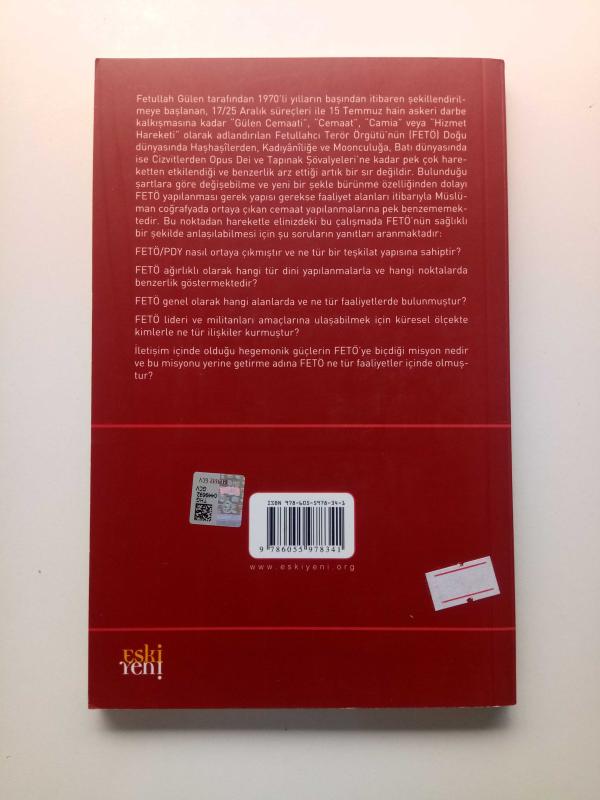 Fetullah Gülen tarafından 1970'li yılların başından itibaren şekillendiril-
meye başlanan, 17/25 Aralık süreçleri ile 15 Temmuz hain askeri darbe
kalkışmasına kadar "Gülen Cemaati", "Cemaat", "Camia" veya "Hizmet
Hareketi" olarak adlandırılan Fetullahçı Terör Örgütü'nün (FETÖ) Doğu
dünyasında Haşhaşîlerden, Kadıyânîliğe ve Moonculuğa, Batı dünyasında
ise Cizvitlerden Opus Dei ve Tapınak Şövalyeleri'ne kadar pek çok hare-
ketten etkilendiği ve benzerlik arz ettiği artık bir sır değildir. Bulunduğu
şartlara göre değişebilme ve yeni bir şekle bürünme özelliğinden dolayı
FETÖ yapılanması gerek yapısı gerekse faaliyet alanları itibarıyla Müslü-
man coğrafyada ortaya çıkan cemaat yapılanmalarına pek benzememek-
tedir. Bu noktadan hareketle elinizdeki bu çalışmada FETÖ'nün sağlıklı
bir şekilde anlaşılabilmesi için şu soruların yanıtları aranmaktadır:
FETÖ/PDY nasıl ortaya çıkmıştır ve ne tür bir teşkilat yapısına sahiptir?
FETÖ ağırlıklı olarak hangi tür dini yapılanmalarla ve hangi noktalarda
benzerlik göstermektedir?
FETÖ genel olarak hangi alanlarda ve ne tür faaliyetlerde bulunmuştur?
FETÖ lideri ve militanları amaçlarına ulaşabilmek için küresel ölçekte
kimlerle ne tür ilişkiler kurmuştur?
İletişim içinde olduğu hegemonik güçlerin FETÖ'ye biçdiği misyon nedir
ve bu misyonu yerine getirme adına FETÖ ne tür faaliyetler içinde olmuş-
tur?
ISBN 978-605-5978-34-1
9 786055 978341
www.eskiyeni.org
Eski
Yeni